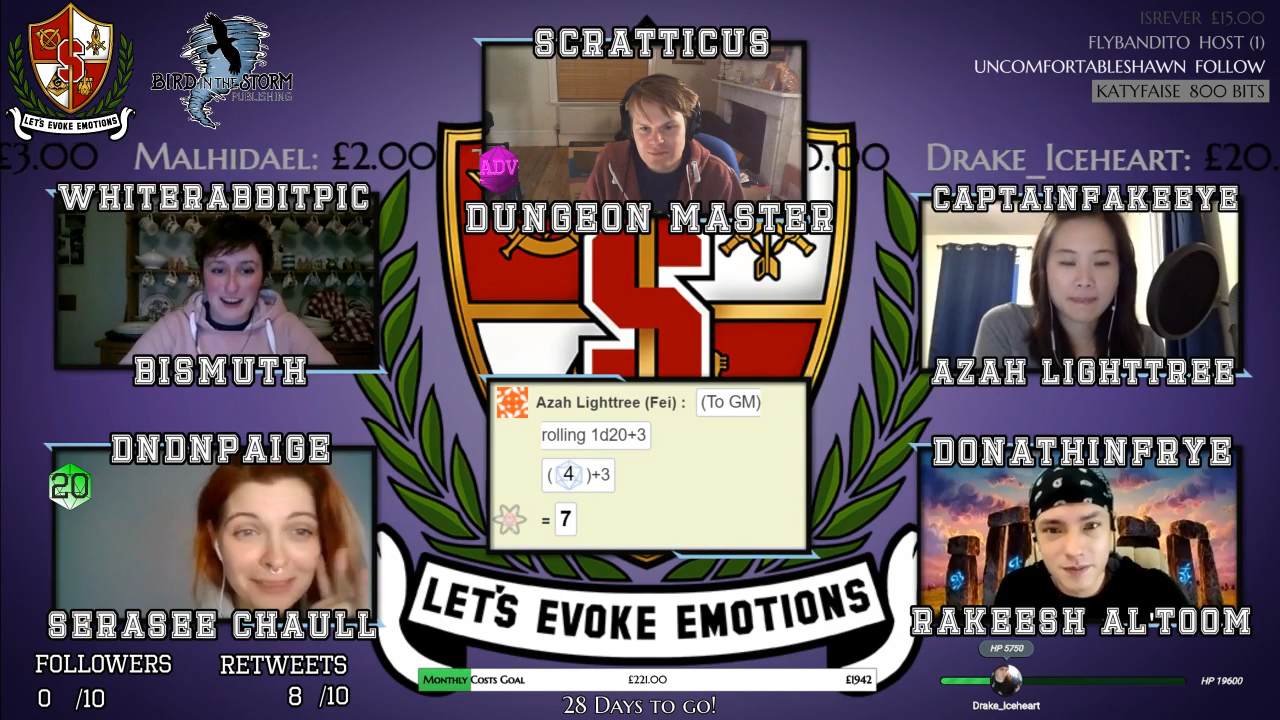 ISREVER £15.00
FLYBANDITO HOST (1)
UNCOMFORTABLESHAWN FOLLOW
KATYFAISE 800 BITS
LET'S EVOKE EMOTIONS
BIRD IN THE STORM
PUBLISHING
£3.00 MALHIDAEL: £2.00
0.00 DRAKE_ICEHEART: £20.
SCRATTICUS
ADV
DUNGEON MASTER
WHITERABBITPIC
BISMUTH
CAPTAINFAKEEYE
AZAH LIGHTTREE
Azah Lighttree (Fei) : (To GM)
rolling 1d20+3
(4)+3
= 7
DNDNPAIGE
20
SERASEE CHAULL
DONATHINFRYE
RAKEESH ALTOOM
S
LET'S EVOKE EMOTIONS
FOLLOWERS
0 /10
RETWEETS
8 /10
MONTHLY COSTS GOAL £221.00 £1942
28 DAYS TO GO!
HP 5750
HP 19600
Drake_Iceheart